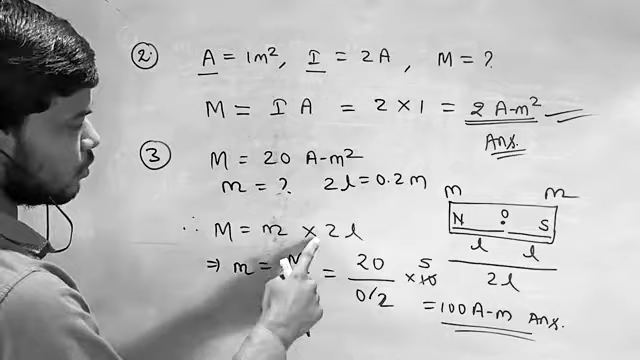 ② A = 1m², I = 2A, M = ?
M = I A = 2 × 1 = 2 A-m²
Ans.
③ M = 20 A-m²
m = ? 2l = 0.2m
m m
N O S
l l
2l
∴ M = m × 2l
⇒ m = M = 20/0/2 × 10 5
= 100 A-m Ans.